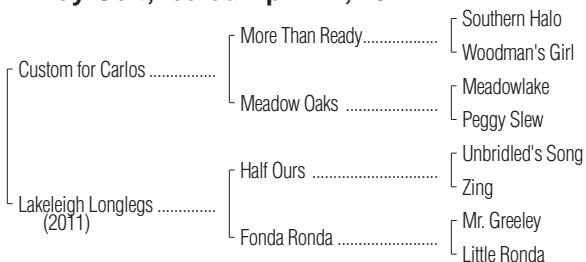 Southern Halo
More Than Ready
Woodman's Girl
Custom for Carlos
Meadowlake
Meadow Oaks
Peggy Slew
Unbridled's Song
Half Ours
Zing
Lakeleigh Longlegs
(2011)
Mr. Greeley
Fonda Ronda
Little Ronda